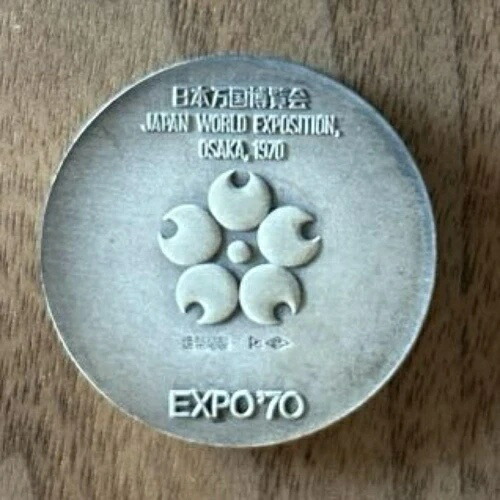 日本万国博覧会
JAPAN WORLD EXPOSITION,
OSAKA, 1970
EXPO'70